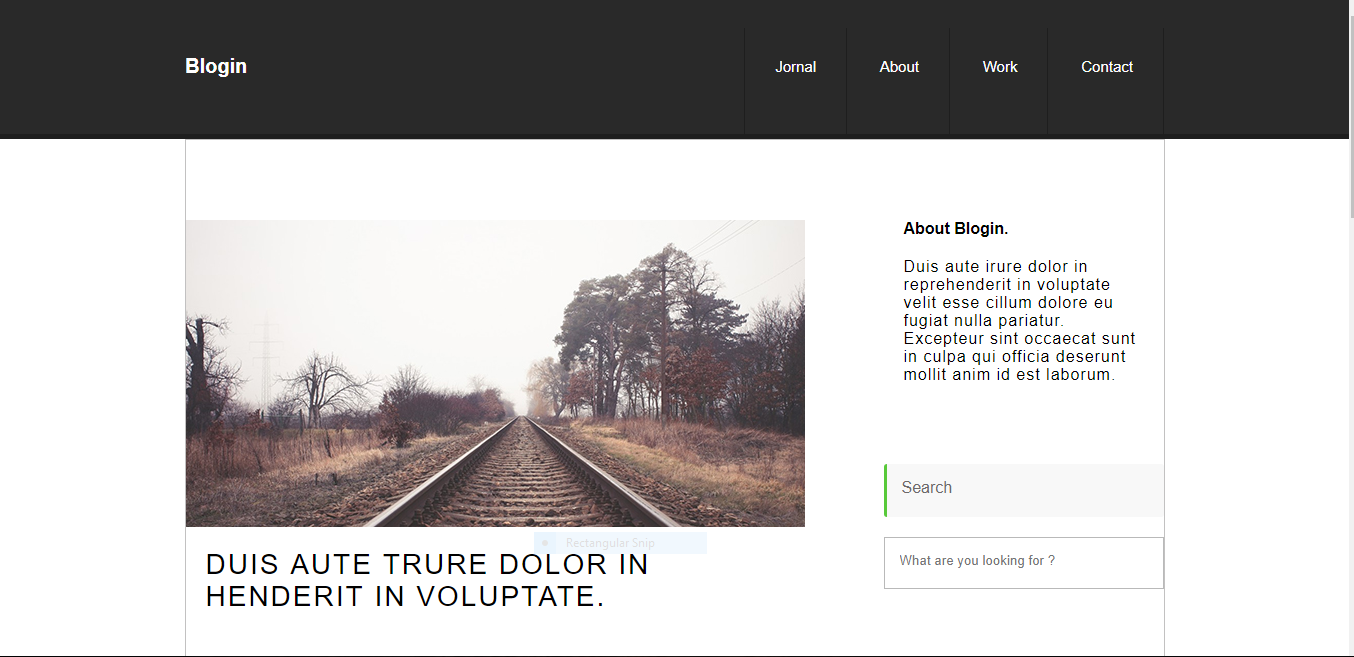 Blogin
Jornal
About
Work
Contact
About Blogin.
Duis aute irure dolor in
reprehenderit in voluptate
velit esse cillum dolore eu
fugiat nulla pariatur.
Excepteur sint occaecat sunt
in culpa qui officia deserunt
mollit anim id est laborum.
Search
What are you looking for ?
Rectangular Snip
DUIS AUTE TRURE DOLOR IN
HENDERIT IN VOLUPTATE.